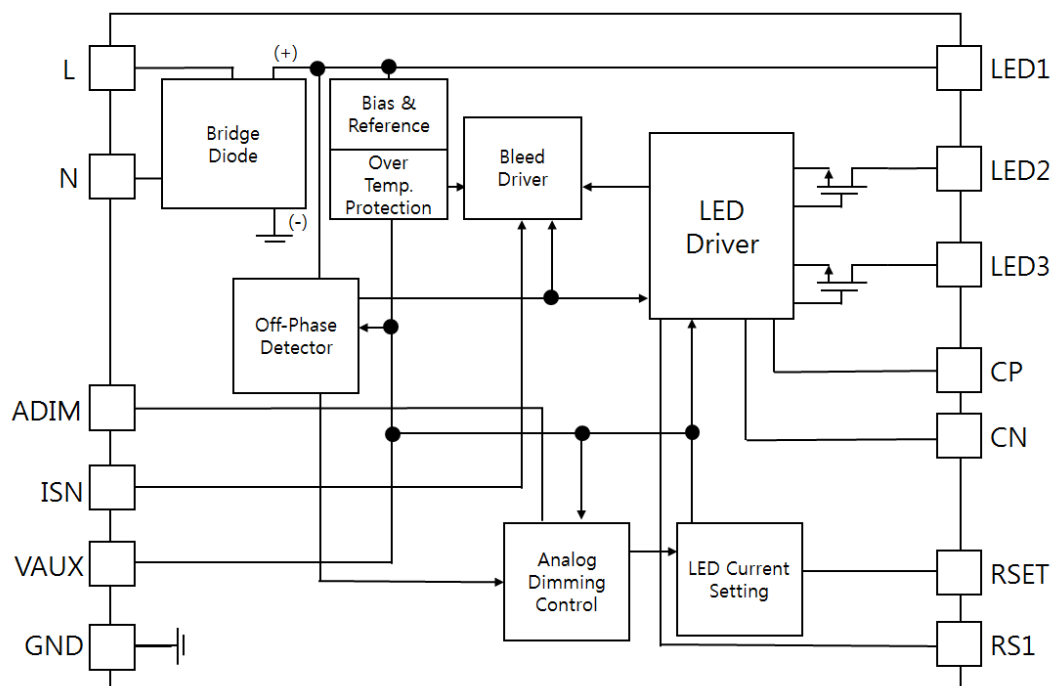 L
(+)
LED1
Bridge
Diode
Bias &
Reference
Over
Temp.
Protection
Bleed
Driver
LED
Driver
N
(-)
LED2
LED3
Off-Phase
Detector
CP
ADIM
CN
ISN
VAUX
Analog
Dimming
Control
LED Current
Setting
RSET
GND
RS1